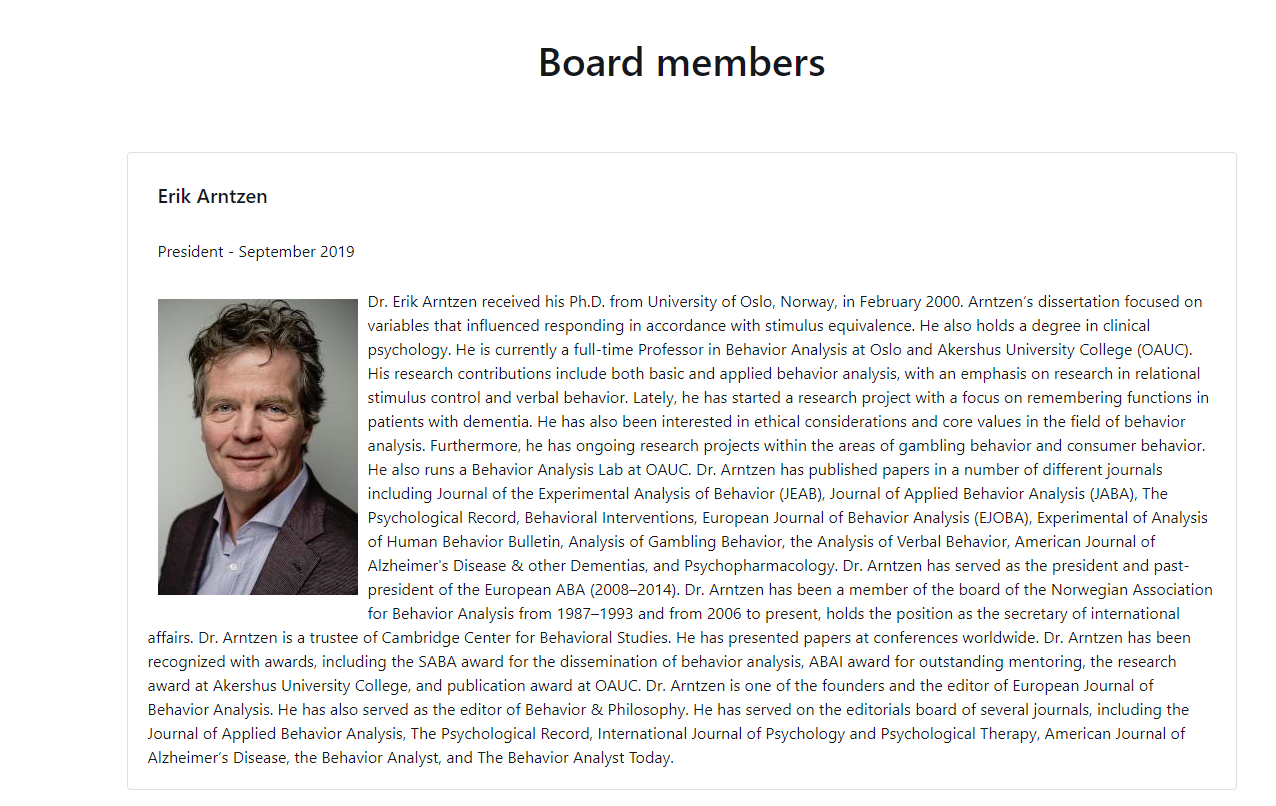 Board members
Erik Arntzen
President - September 2019
Dr. Erik Arntzen received his Ph.D. from University of Oslo, Norway, in February 2000. Arntzen’s dissertation focused on
variables that influenced responding in accordance with stimulus equivalence. He also holds a degree in clinical
psychology. He is currently a full-time Professor in Behavior Analysis at Oslo and Akershus University College (OAUC).
His research contributions include both basic and applied behavior analysis, with an emphasis on research in relational
stimulus control and verbal behavior. Lately, he has started a research project with a focus on remembering functions in
patients with dementia. He has also been interested in ethical considerations and core values in the field of behavior
analysis. Furthermore, he has ongoing research projects within the areas of gambling behavior and consumer behavior.
He also runs a Behavior Analysis Lab at OAUC. Dr. Arntzen has published papers in a number of different journals
including Journal of the Experimental Analysis of Behavior (JEAB), Journal of Applied Behavior Analysis (JABA), The
Psychological Record, Behavioral Interventions, European Journal of Behavior Analysis (EJOBA), Experimental of Analysis
of Human Behavior Bulletin, Analysis of Gambling Behavior, the Analysis of Verbal Behavior, American Journal of
Alzheimer's Disease & other Dementias, and Psychopharmacology. Dr. Arntzen has served as the president and past-
president of the European ABA (2008–2014). Dr. Arntzen has been a member of the board of the Norwegian Association
for Behavior Analysis from 1987–1993 and from 2006 to present, holds the position as the secretary of international
affairs. Dr. Arntzen is a trustee of Cambridge Center for Behavioral Studies. He has presented papers at conferences worldwide. Dr. Arntzen has been
recognized with awards, including the SABA award for the dissemination of behavior analysis, ABAI award for outstanding mentoring, the research
award at Akershus University College, and publication award at OAUC. Dr. Arntzen is one of the founders and the editor of European Journal of
Behavior Analysis. He has also served as the editor of Behavior & Philosophy. He has served on the editorials board of several journals, including the
Journal of Applied Behavior Analysis, The Psychological Record, International Journal of Psychology and Psychological Therapy, American Journal of
Alzheimer’s Disease, the Behavior Analyst, and The Behavior Analyst Today.